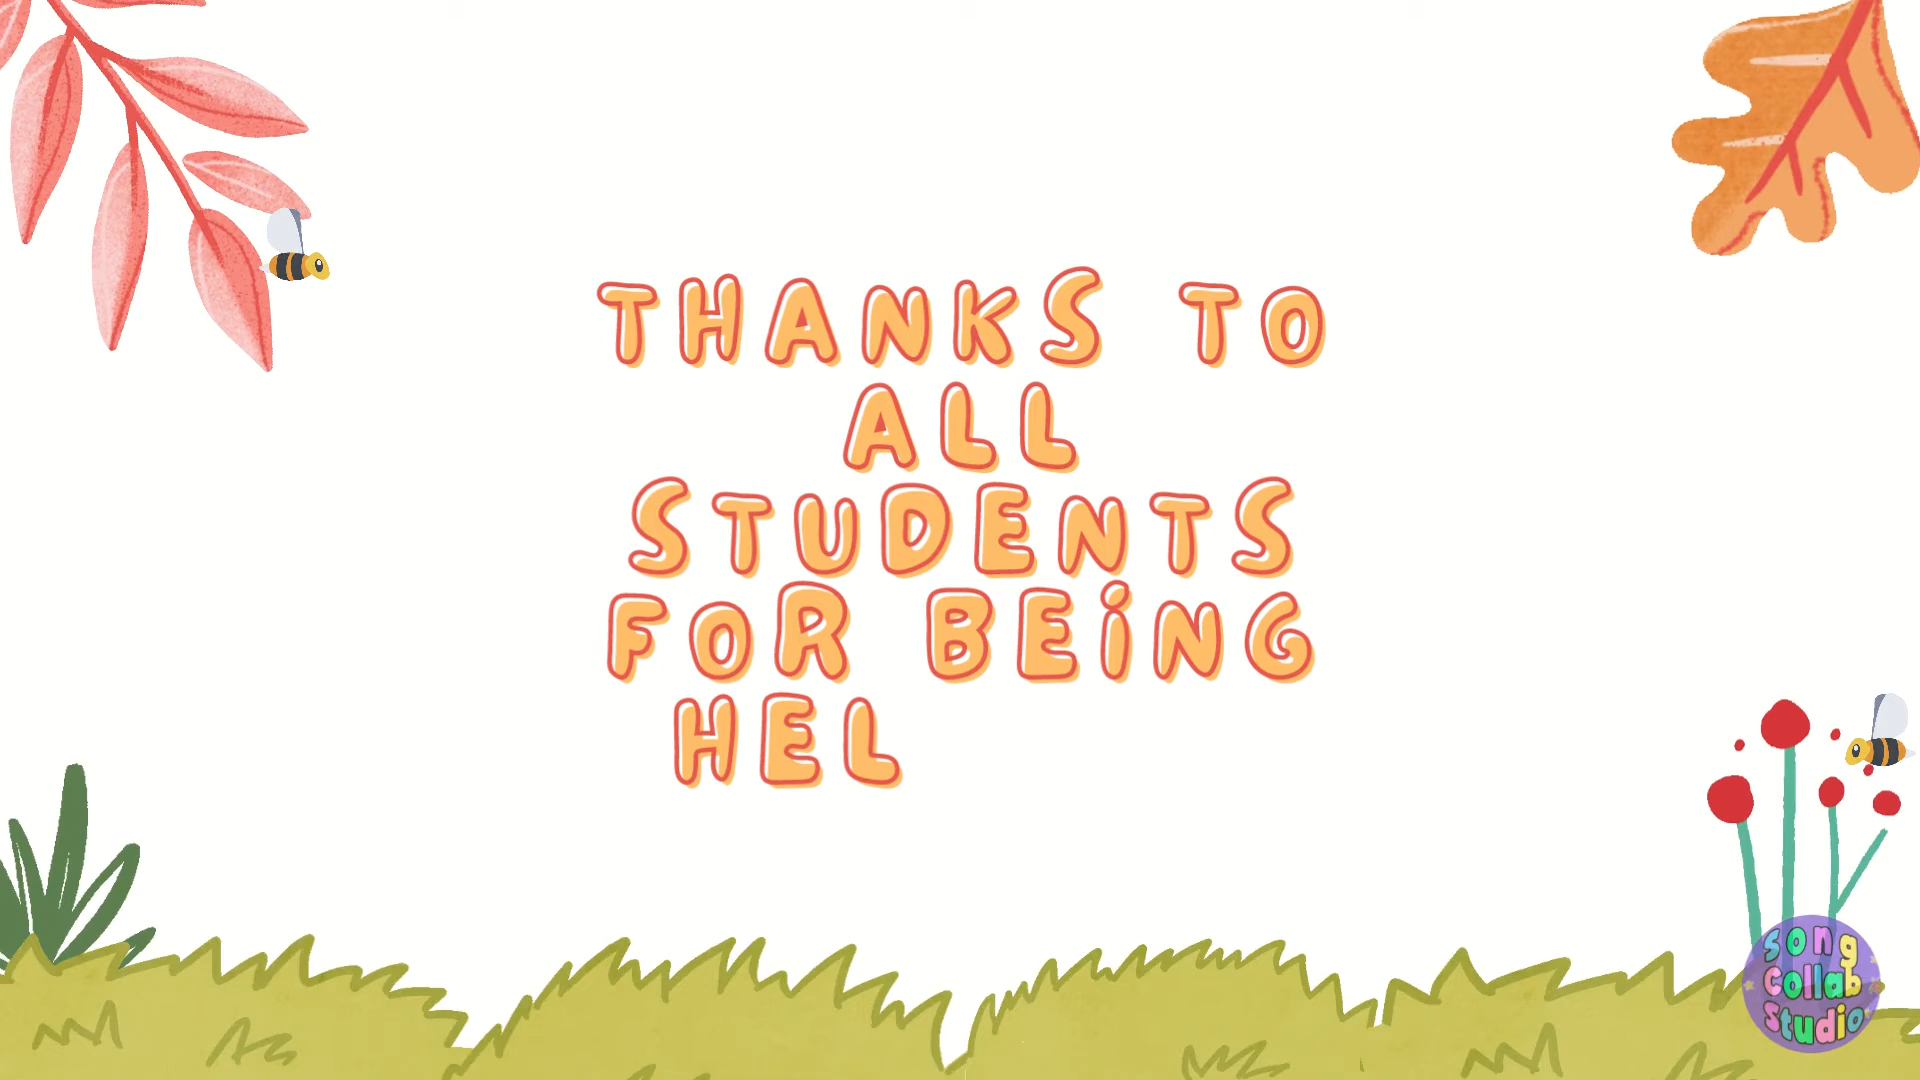 THANKS TO
ALL
STUDENTS
FOR BEiNG
HEL
Song
Collab
Studio